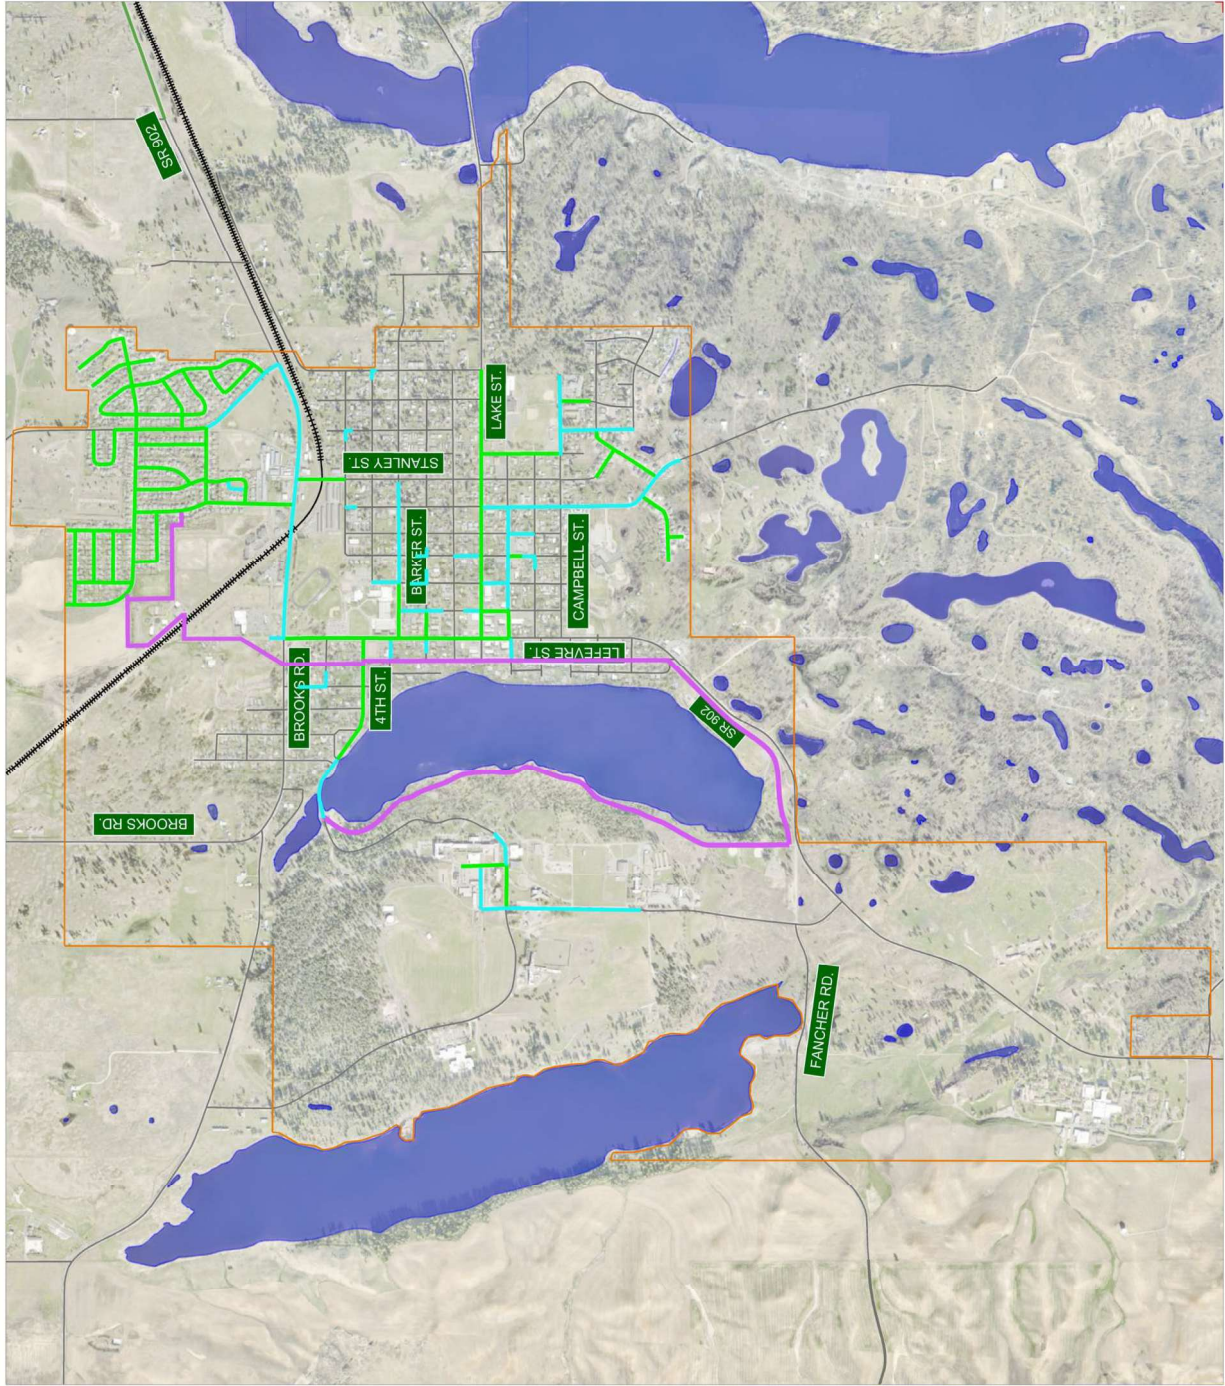 SR 902
LAKE ST.
STANLEY ST.
BARKER ST.
CAMPBELL ST.
LEFEVRE ST.
BROOKS RD.
4TH ST.
SR 902
BROOKS RD.
FANCHER RD.